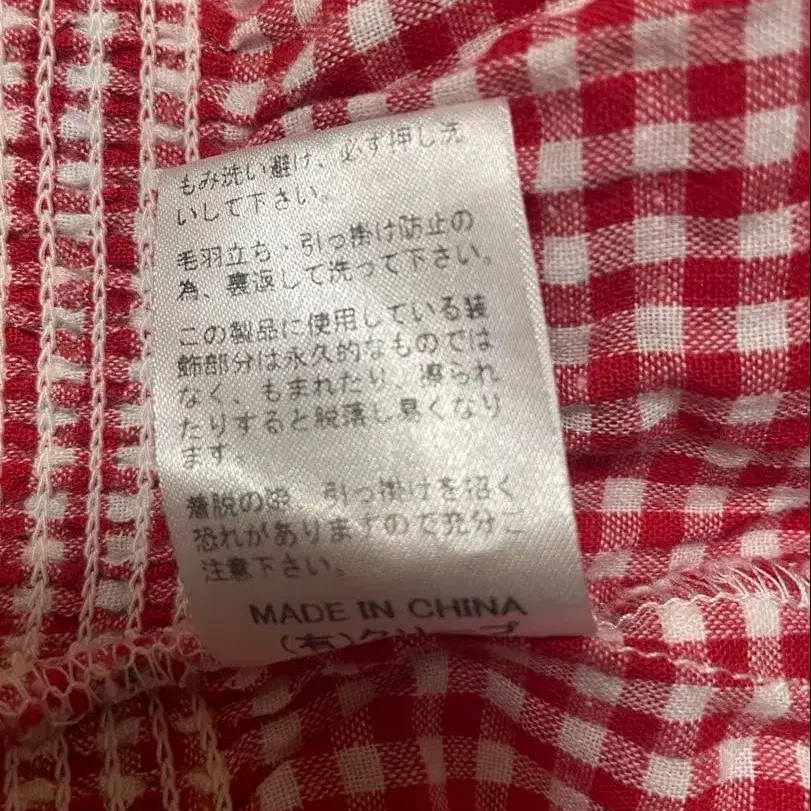 もみ洗い避け、必ず押し洗
いして下さい。
毛羽立ち・引っ掛け防止の
為、裏返して洗って下さい。
この製品に使用している装
飾部分は永久的なものでは
なく、もまれたり、擦られ
たりすると脱落し易くなり
ます。
着脱の際、引っ掛けを招く
恐れがありますので充分ご
注意下さい。
MADE IN CHINA
(有)クリープ